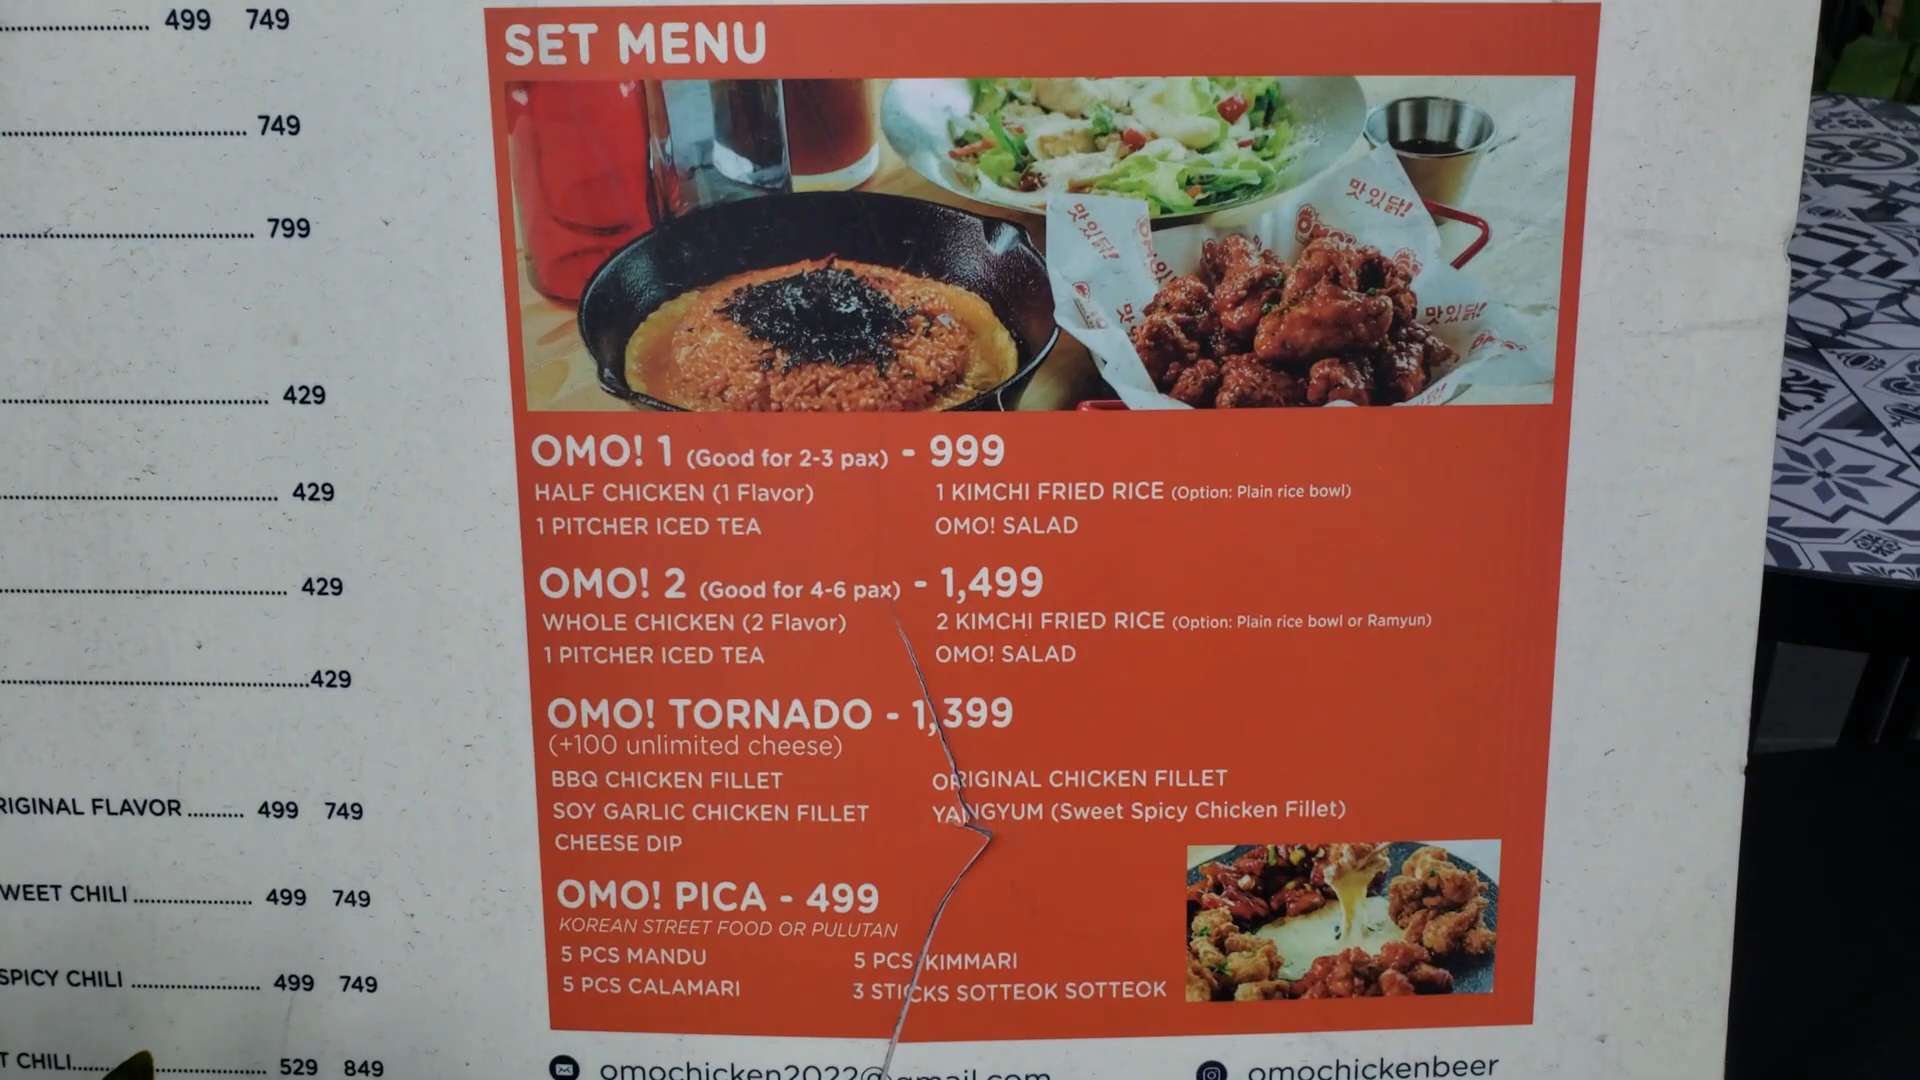 499 749
749
799
429
429
429
429
RIGINAL FLAVOR 499 749
WEET CHILI 499 749
SPICY CHILI 499 749
T CHILI 529 849
SET MENU
맛있닭!
맛있닭!
맛있닭!
OMO! 1 (Good for 2-3 pax) - 999
HALF CHICKEN (1 Flavor) 1 KIMCHI FRIED RICE (Option: Plain rice bowl)
1 PITCHER ICED TEA OMO! SALAD
OMO! 2 (Good for 4-6 pax) - 1,499
WHOLE CHICKEN (2 Flavor) 2 KIMCHI FRIED RICE (Option: Plain rice bowl or Ramyun)
1 PITCHER ICED TEA OMO! SALAD
OMO! TORNADO - 1,399
(+100 unlimited cheese)
BBQ CHICKEN FILLET ORIGINAL CHICKEN FILLET
SOY GARLIC CHICKEN FILLET YANGYUM (Sweet Spicy Chicken Fillet)
CHEESE DIP
OMO! PICA - 499
KOREAN STREET FOOD OR PULUTAN
5 PCS MANDU 5 PCS KIMMARI
5 PCS CALAMARI 3 STICKS SOTTEOK SOTTEOK
omochicken2022@gmail.com omochickenbeer